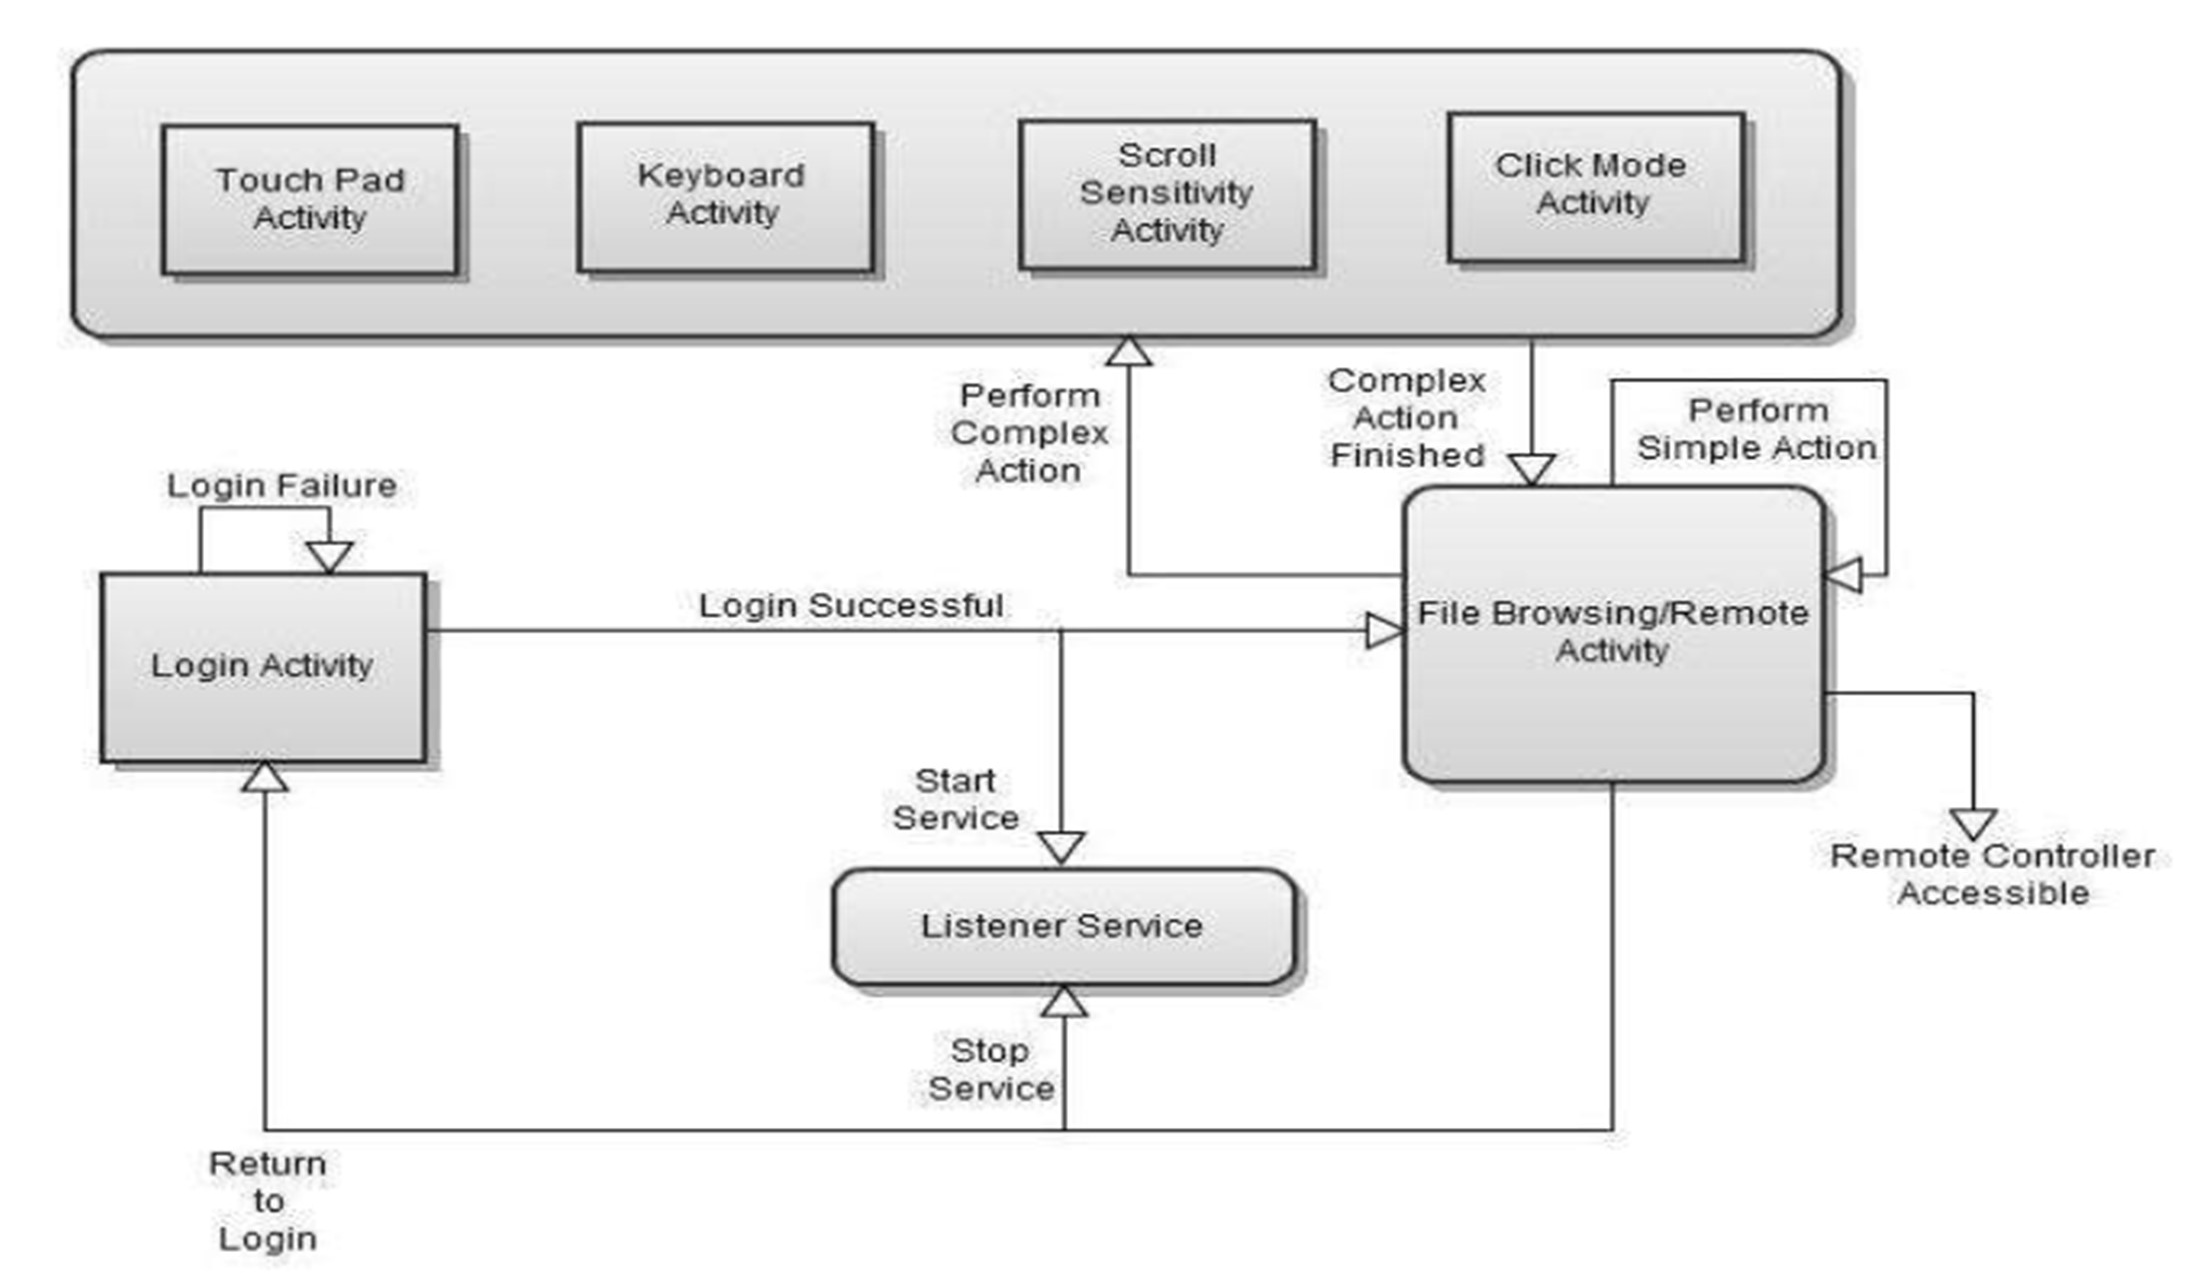 Touch Pad
Activity
Keyboard
Activity
Scroll
Sensitivity
Activity
Click Mode
Activity
Perform
Complex
Action
Complex
Action
Finished
Perform
Simple Action
Login Failure
Login Activity
Login Successful
File Browsing/Remote
Activity
Start
Service
Remote Controller
Accessible
Listener Service
Stop
Service
Return
to
Login